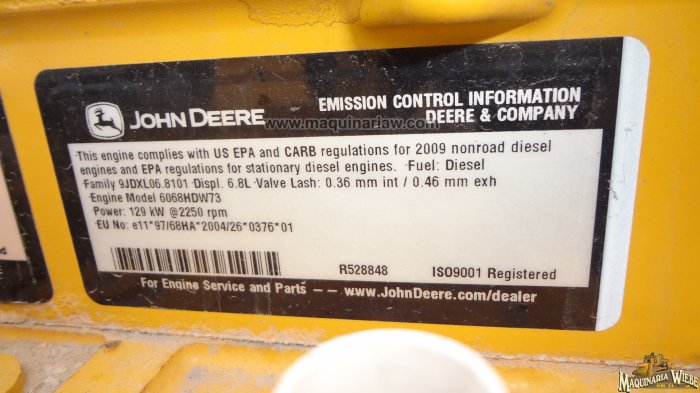 JOHN DEERE
EMISSION CONTROL INFORMATION
DEERE & COMPANY
www.maquinariaw.com
This engine complies with US EPA and CARB regulations for 2009 nonroad diesel
engines and EPA regulations for stationary diesel engines. Fuel: Diesel
Family 9JDXL06.8101 Displ. 6.8L Valve Lash: 0.36 mm int / 0.46 mm exh
Engine Model 6068HDW73
Power: 129 kW @2250 rpm
EU No: e11*97/68HA*2004/26*0376*01
R528848 ISO9001 Registered
For Engine Service and Parts -- www.JohnDeere.com/dealer
MAQUINARIA WIEBE